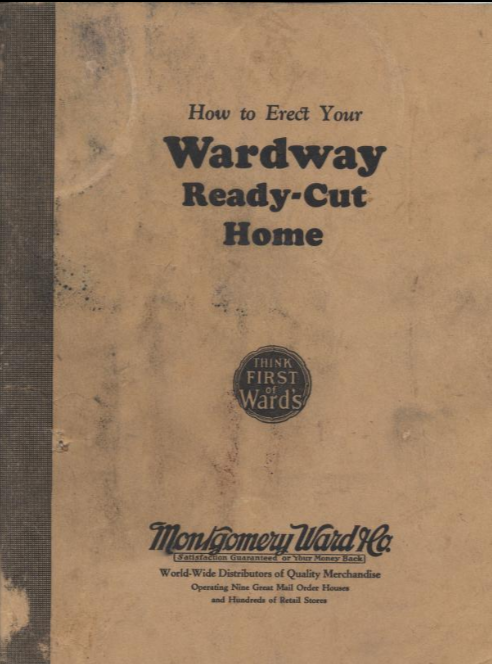 How to Erect Your
Wardway
Ready-Cut
Home
THINK
FIRST
OF
Ward's
Montgomery Ward & Co.
Satisfaction Guaranteed or Your Money Back
World-Wide Distributors of Quality Merchandise
Operating Nine Great Mail Order Houses
and Hundreds of Retail Stores